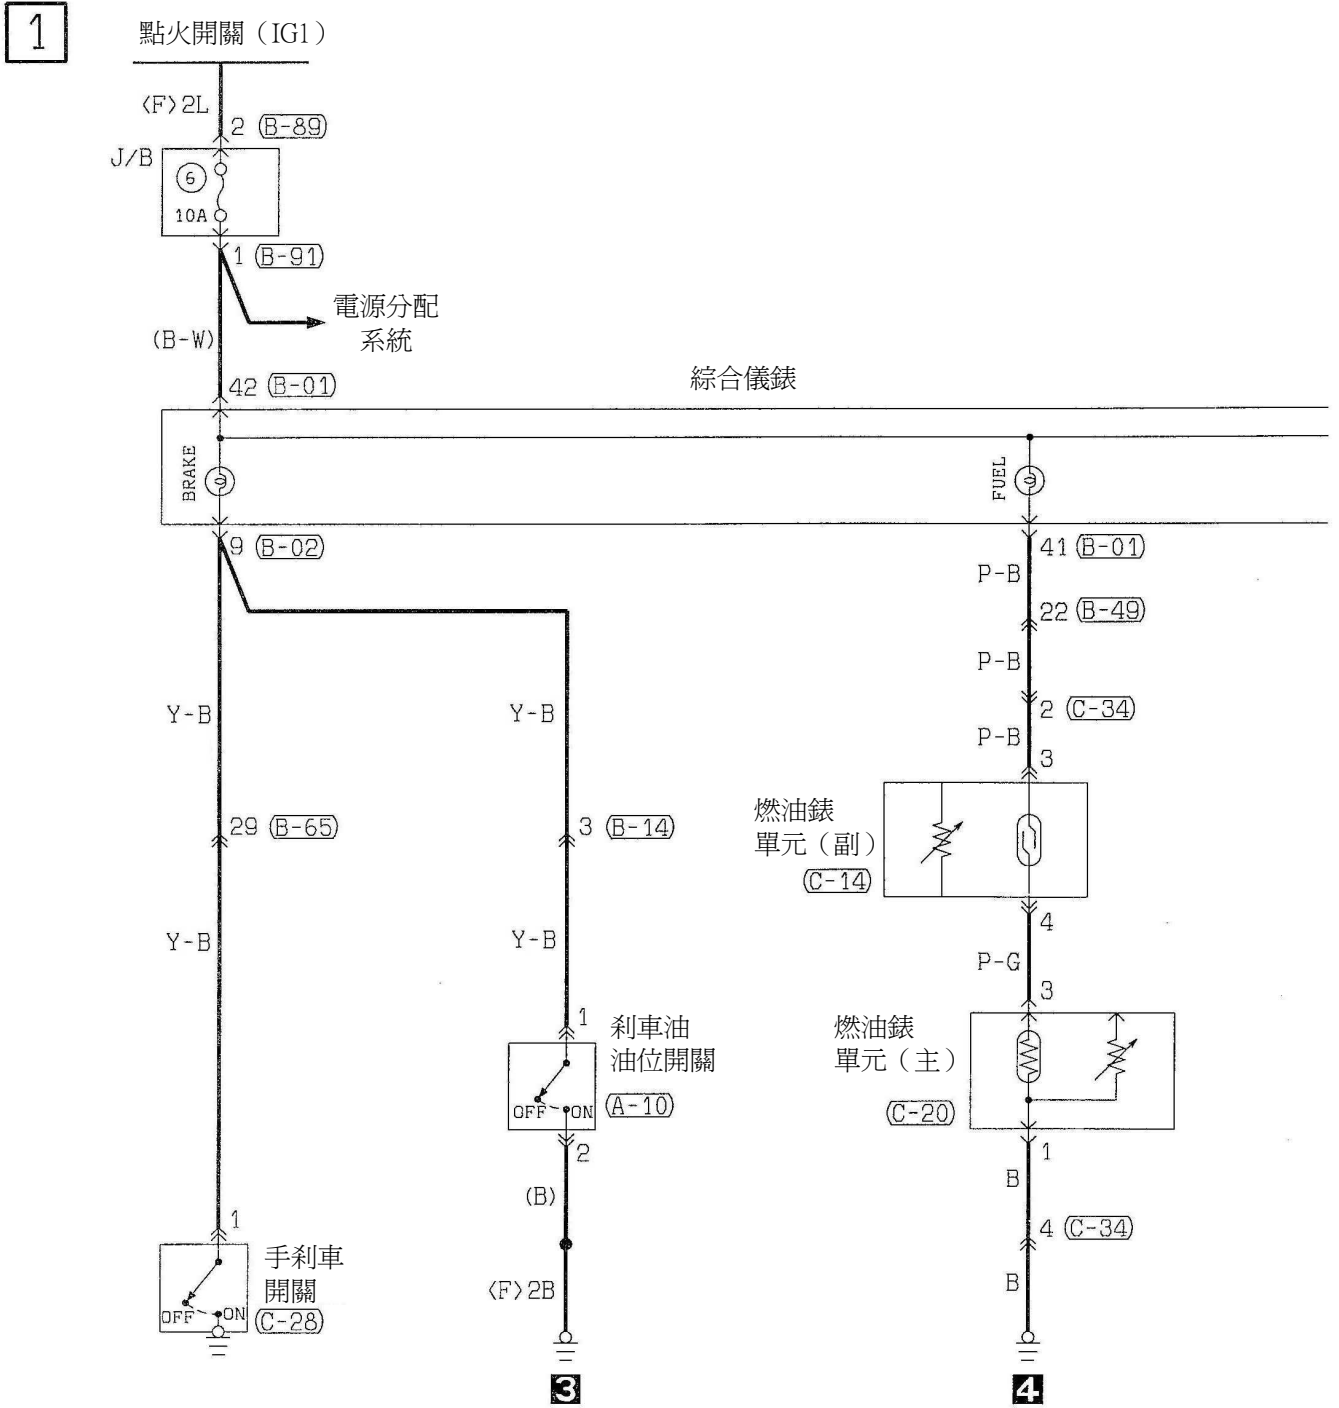 1
點火開關（IG1）
<F>2L
2 (B-89)
J/B
6
10A
1 (B-91)
電源分配
系統
(B-W)
42 (B-01)
綜合儀錶
BRAKE
FUEL
9 (B-02)
41 (B-01)
P-B
22 (B-49)
P-B
2 (C-34)
P-B
3
Y-B
Y-B
29 (B-65)
3 (B-14)
燃油錶
單元（副）
(C-14)
4
P-G
3
Y-B
Y-B
1
剎車油
油位開關
(A-10)
OFF
ON
2
燃油錶
單元（主）
(C-20)
1
B
4 (C-34)
B
(B)
<F>2B
1
手剎車
開關
(C-28)
OFF
ON
3
4